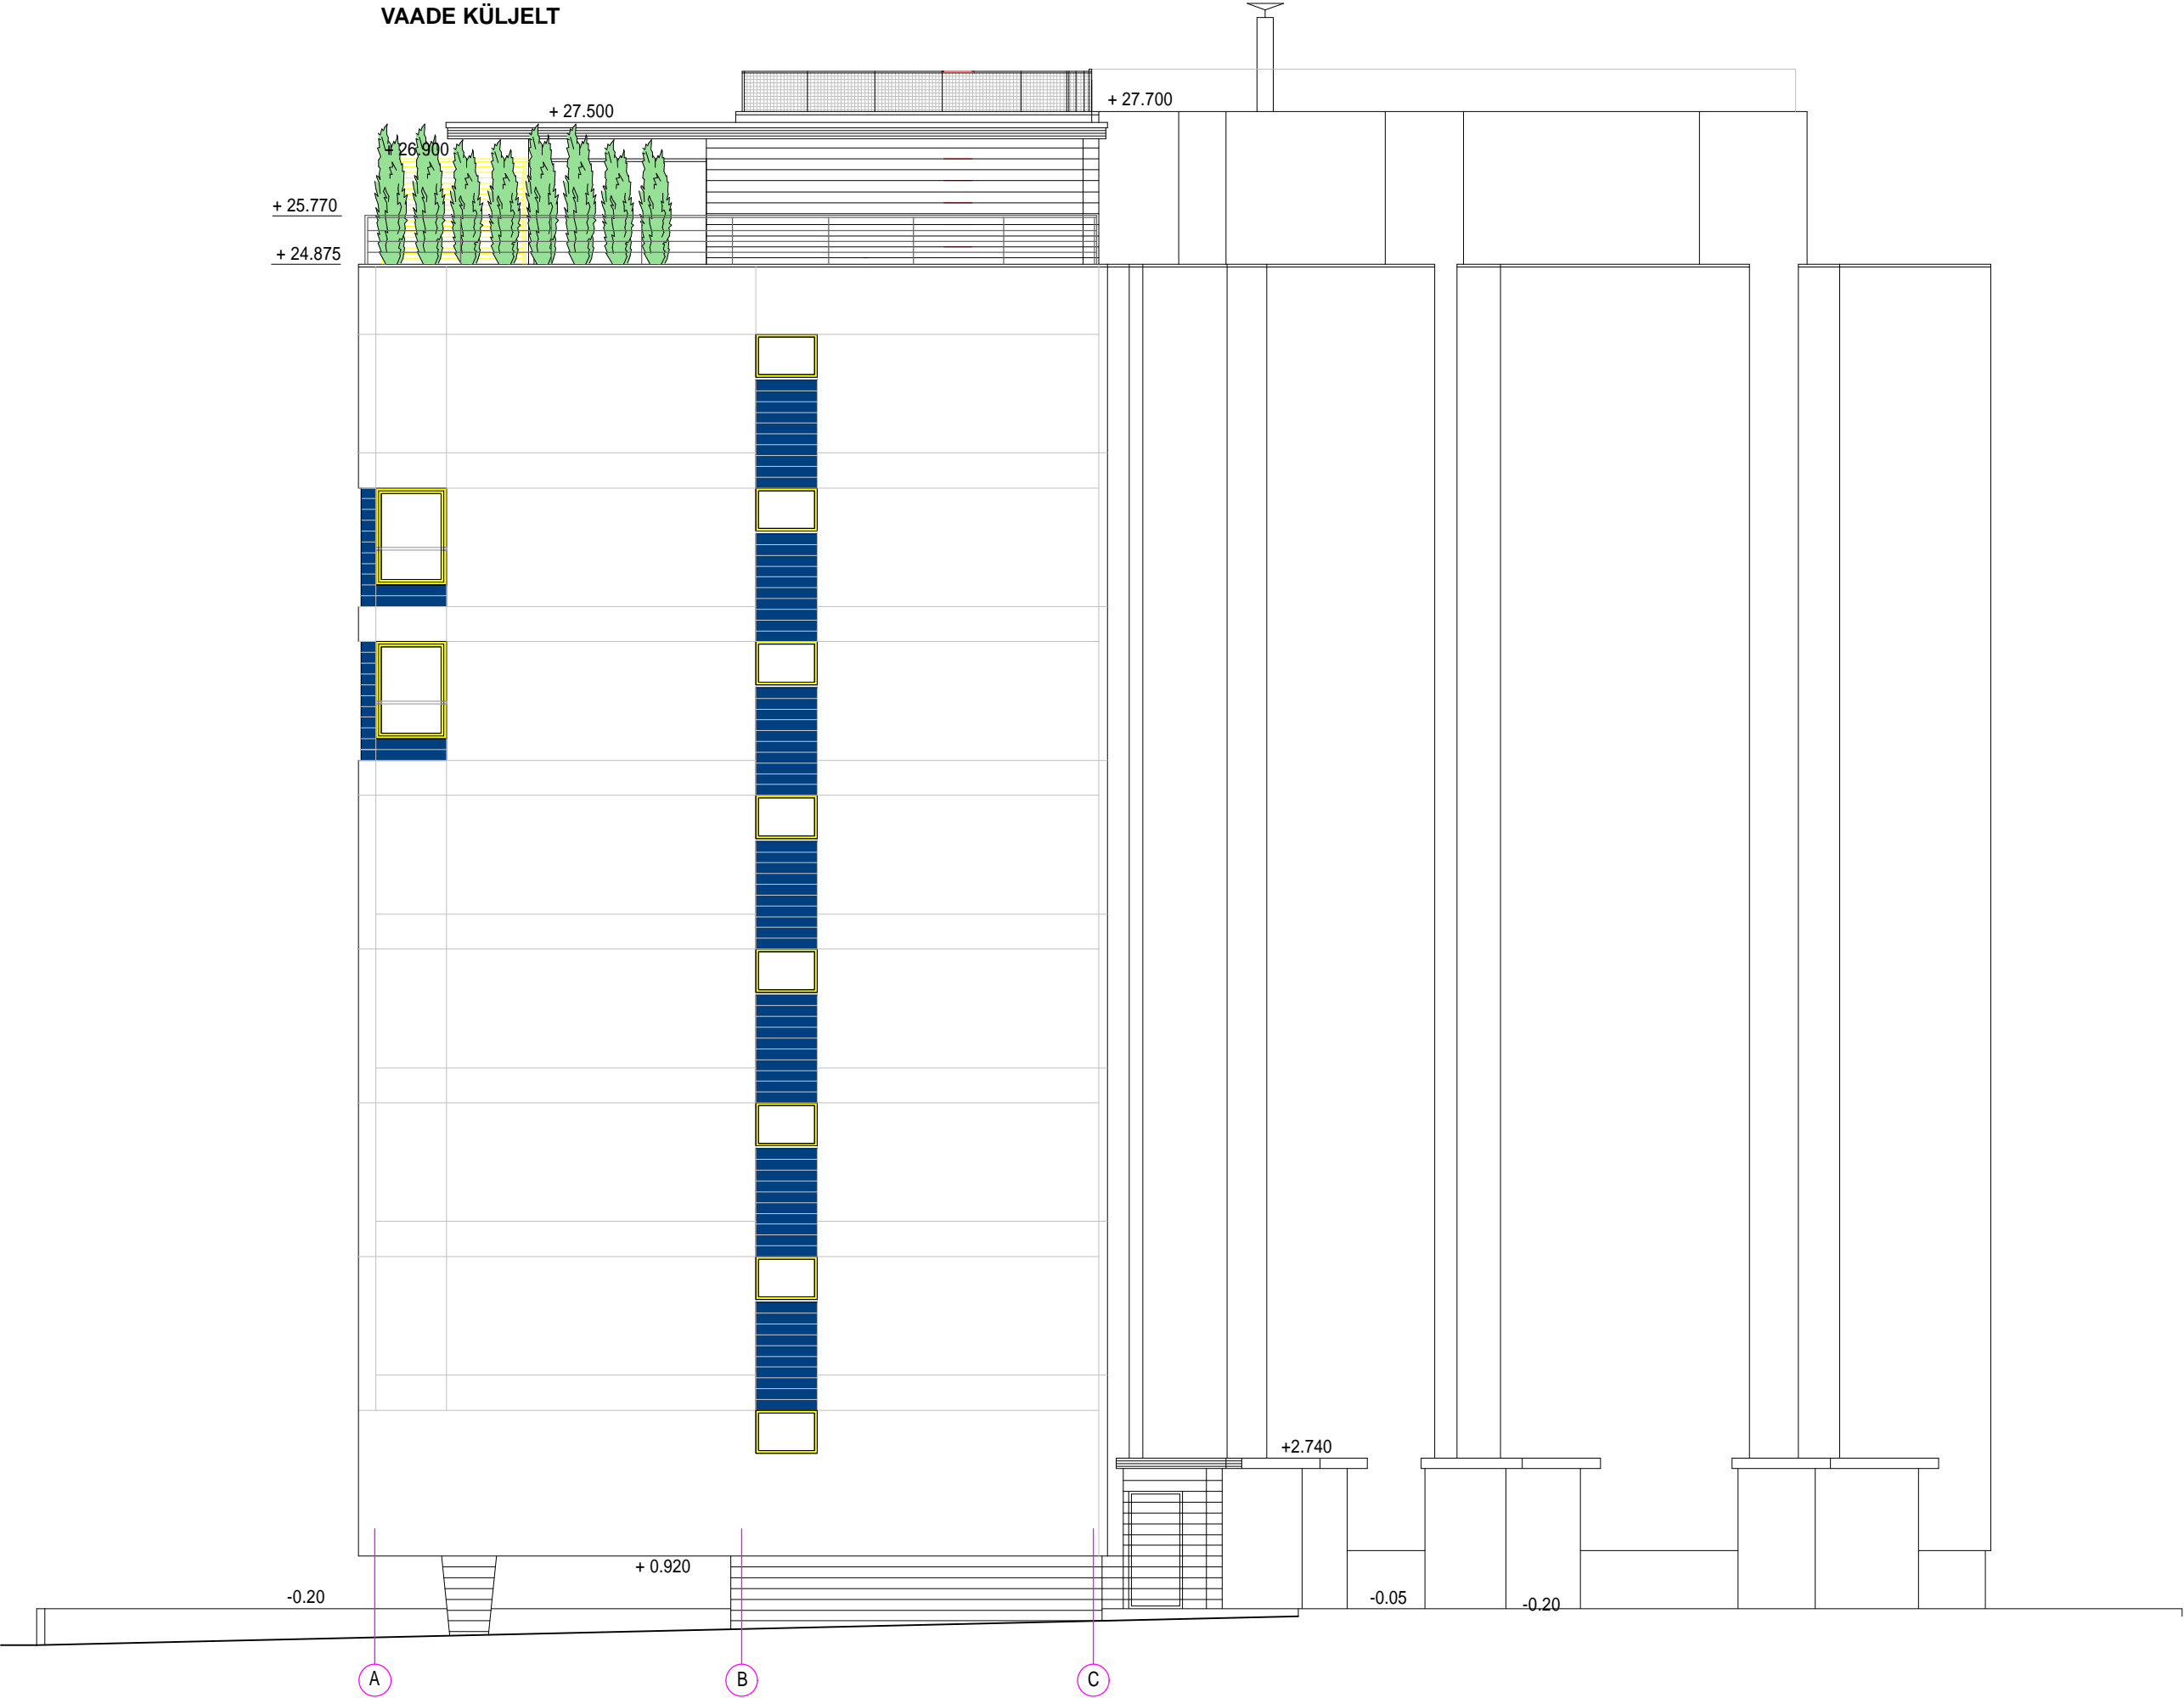 VAADE KÜLJELT
+ 27.700
+ 27.500
+ 26.900
+ 25.770
+ 24.875
+2.740
+ 0.920
-0.20
-0.05
-0.20
A
B
C